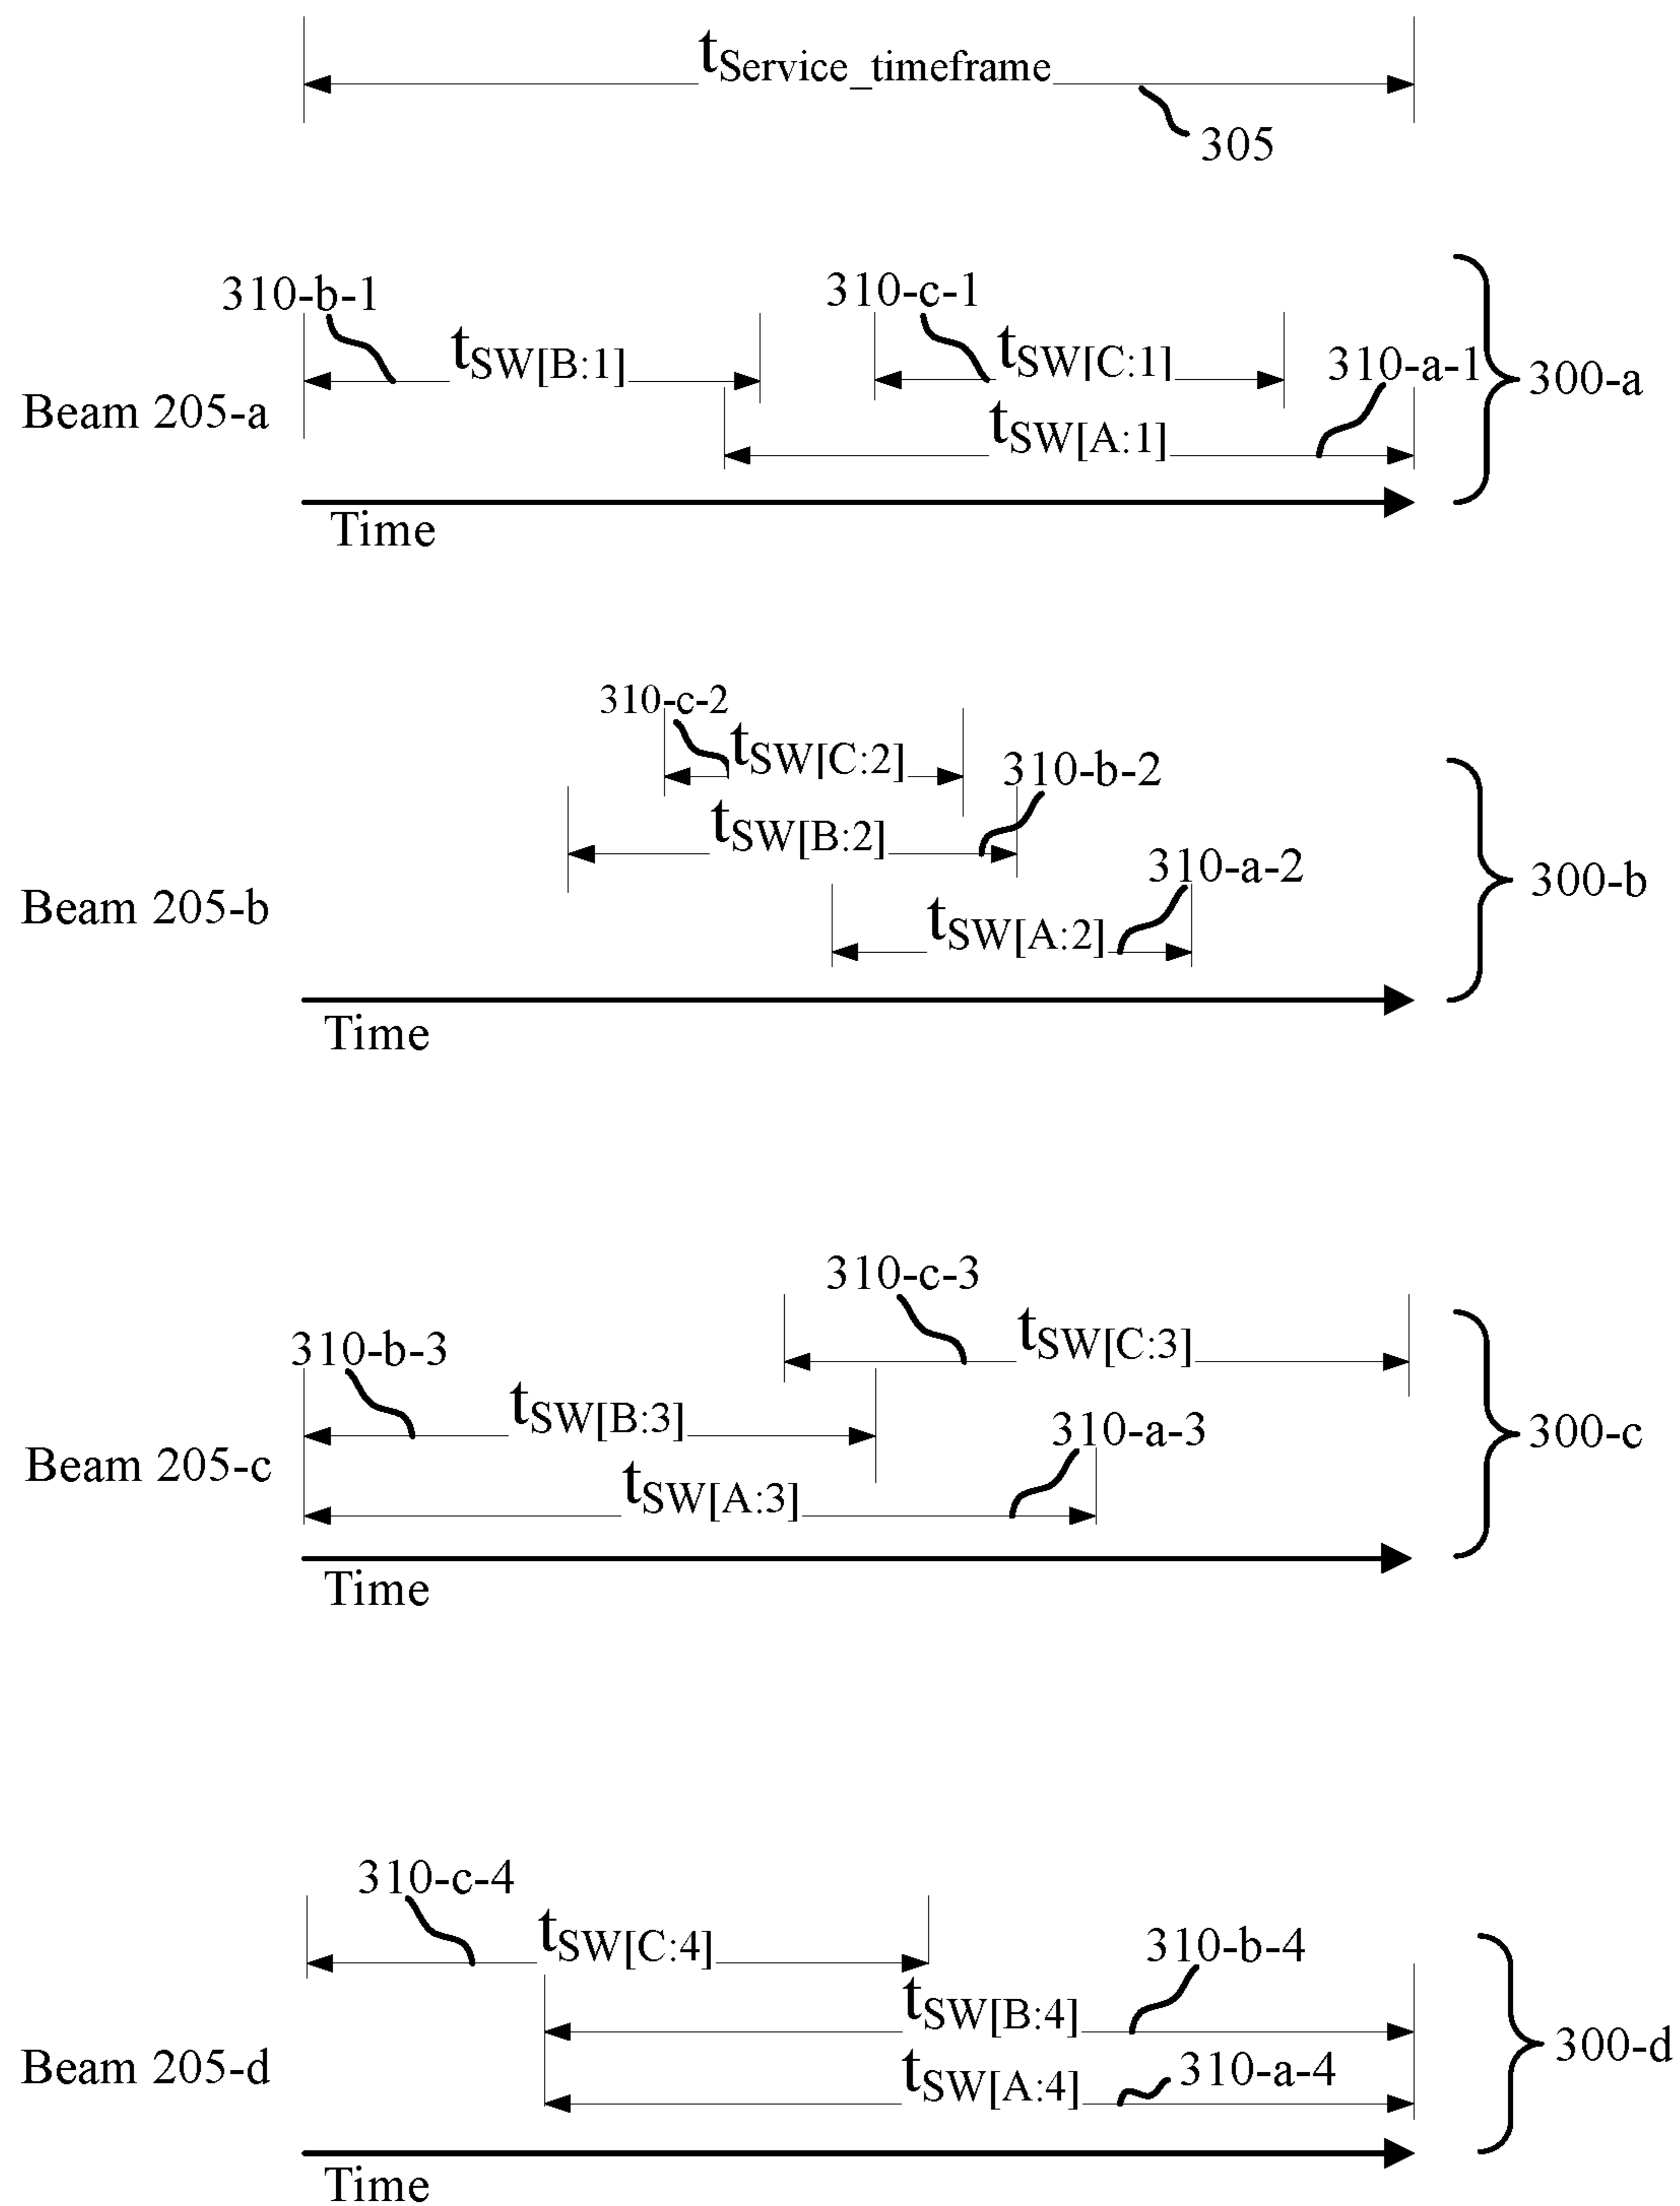 tService_timeframe
305
310-b-1
310-c-1
tSW[B:1]
tSW[C:1]
310-a-1
300-a
Beam 205-a
tSW[A:1]
Time
310-c-2
tSW[C:2]
310-b-2
tSW[B:2]
310-a-2
300-b
Beam 205-b
tSW[A:2]
Time
310-c-3
310-b-3
tSW[C:3]
tSW[B:3]
310-a-3
300-c
Beam 205-c
tSW[A:3]
Time
310-c-4
tSW[C:4]
310-b-4
tSW[B:4]
300-d
Beam 205-d
tSW[A:4]
310-a-4
Time